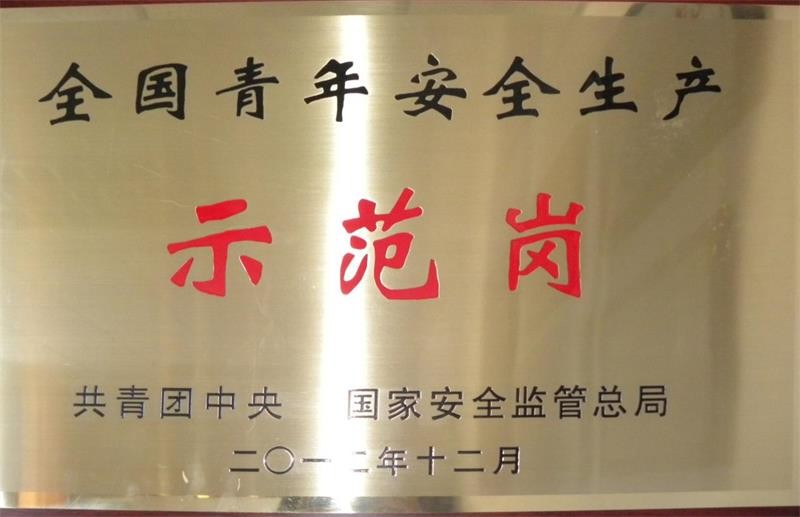 全国青年安全生产
示范岗
共青团中央 国家安全监管总局
二〇一二年十二月